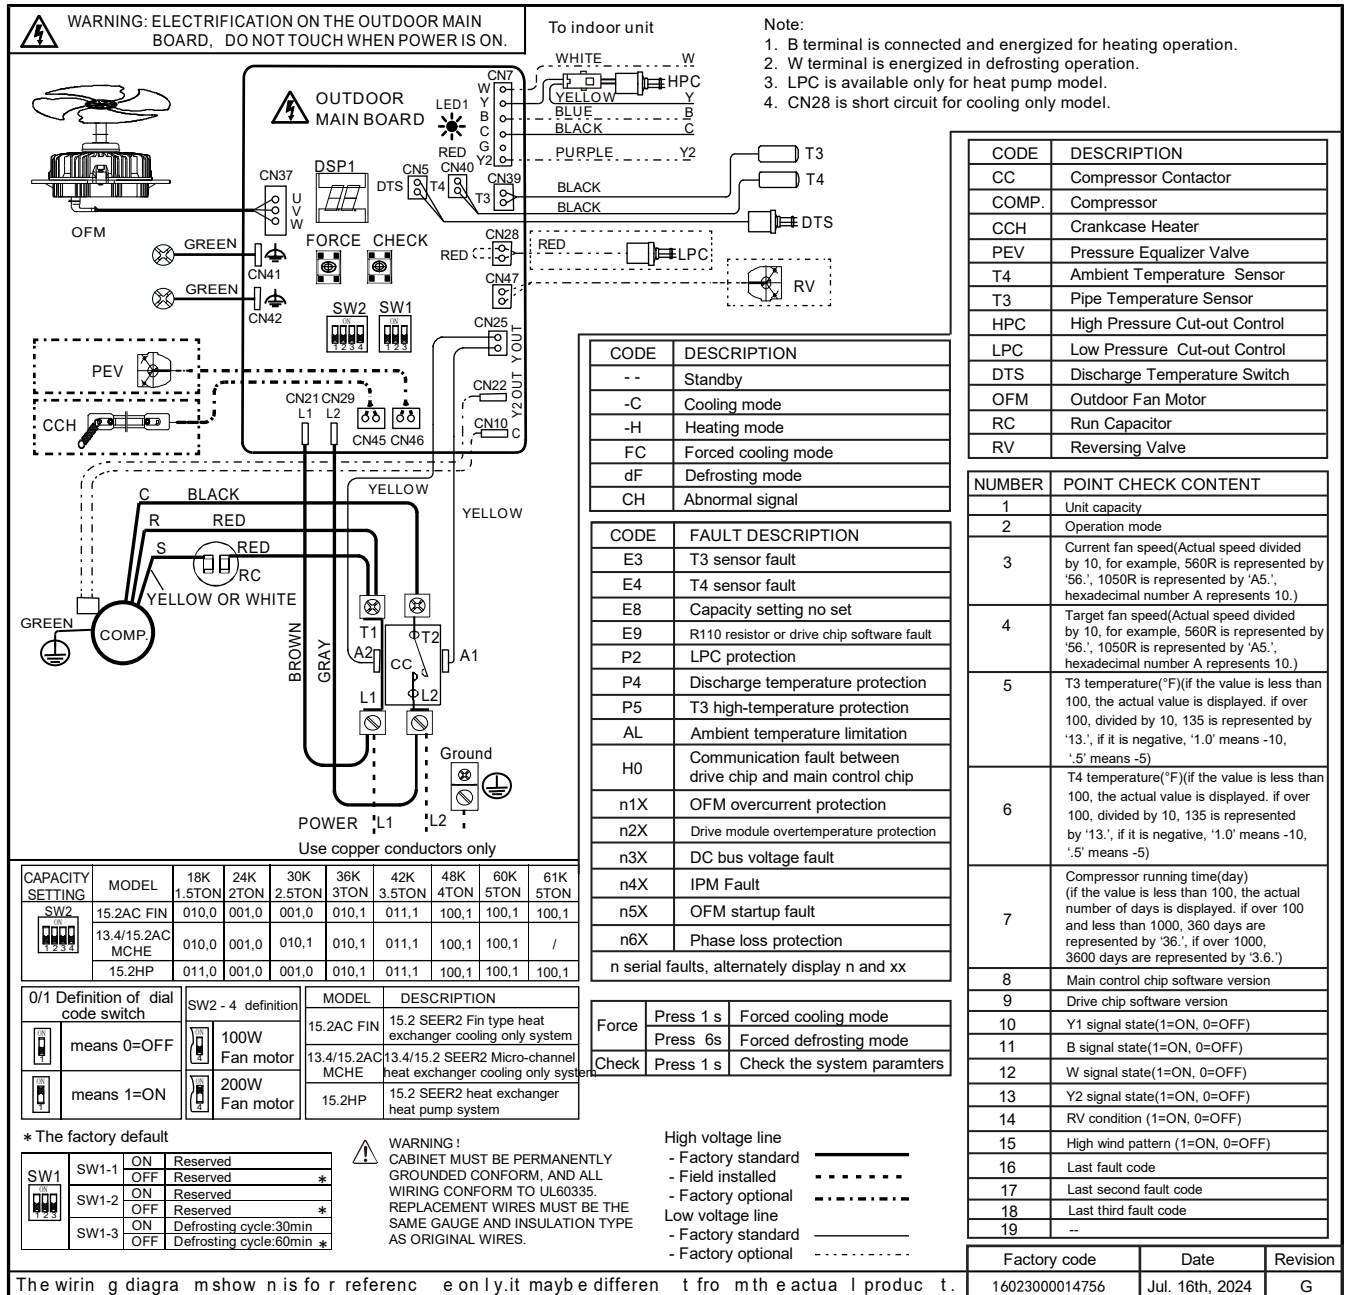 WARNING: ELECTRIFICATION ON THE OUTDOOR MAIN
BOARD, DO NOT TOUCH WHEN POWER IS ON.
To indoor unit
Note:
1. B terminal is connected and energized for heating operation.
2. W terminal is energized in defrosting operation.
3. LPC is available only for heat pump model.
4. CN28 is short circuit for cooling only model.
OUTDOOR
MAIN BOARD
LED1
RED
CN7
W
Y
B
C
G
Y2
WHITE W
HPC
YELLOW Y
BLUE B
BLACK C
PURPLE Y2
CN37
U
V
W
OFM
DSP1
CN5
DTS
CN40
T4
CN39
T3
BLACK
BLACK
T3
T4
DTS
GREEN
CN41
GREEN
CN42
FORCE CHECK
CN28
RED
RED
LPC
CN47
RV
SW2 SW1
ON
1 2 3 4
ON
1 2 3
CN25
Y OUT
CN22
Y2 OUT
CN10
C
PEV
CCH
CN21 CN29
L1 L2
CN45 CN46
YELLOW
YELLOW
C BLACK
R RED
S RED
RC
YELLOW OR WHITE
GREEN
COMP.
BROWN
GRAY
T1
T2
A2
CC
A1
L1
L2
Ground
POWER L1 L2
Use copper conductors only
CODE DESCRIPTION
CC Compressor Contactor
COMP. Compressor
CCH Crankcase Heater
PEV Pressure Equalizer Valve
T4 Ambient Temperature Sensor
T3 Pipe Temperature Sensor
HPC High Pressure Cut-out Control
LPC Low Pressure Cut-out Control
DTS Discharge Temperature Switch
OFM Outdoor Fan Motor
RC Run Capacitor
RV Reversing Valve
CODE DESCRIPTION
- - Standby
-C Cooling mode
-H Heating mode
FC Forced cooling mode
dF Defrosting mode
CH Abnormal signal
CODE FAULT DESCRIPTION
E3 T3 sensor fault
E4 T4 sensor fault
E8 Capacity setting no set
E9 R110 resistor or drive chip software fault
P2 LPC protection
P4 Discharge temperature protection
P5 T3 high-temperature protection
AL Ambient temperature limitation
H0 Communication fault between
drive chip and main control chip
n1X OFM overcurrent protection
n2X Drive module overtemperature protection
n3X DC bus voltage fault
n4X IPM Fault
n5X OFM startup fault
n6X Phase loss protection
n serial faults, alternately display n and xx
Force Press 1 s Forced cooling mode
Press 6s Forced defrosting mode
Check Press 1 s Check the system paramters
NUMBER POINT CHECK CONTENT
1 Unit capacity
2 Operation mode
3 Current fan speed(Actual speed divided
by 10, for example, 560R is represented by
‘56.’, 1050R is represented by ‘A5.’,
hexadecimal number A represents 10.)
4 Target fan speed(Actual speed divided
by 10, for example, 560R is represented by
‘56.’, 1050R is represented by ‘A5.’,
hexadecimal number A represents 10.)
5 T3 temperature(°F)(if the value is less than
100, the actual value is displayed. if over
100, divided by 10, 135 is represented by
‘13.’, if it is negative, ‘1.0’ means -10,
‘.5’ means -5)
6 T4 temperature(°F)(if the value is less than
100, the actual value is displayed. if over
100, divided by 10, 135 is represented
by ‘13.’, if it is negative, ‘1.0’ means -10,
‘.5’ means -5)
7 Compressor running time(day)
(if the value is less than 100, the actual
number of days is displayed. if over 100
and less than 1000, 360 days are
represented by ‘36.’, if over 1000,
3600 days are represented by ‘3.6.’)
8 Main control chip software version
9 Drive chip software version
10 Y1 signal state(1=ON, 0=OFF)
11 B signal state(1=ON, 0=OFF)
12 W signal state(1=ON, 0=OFF)
13 Y2 signal state(1=ON, 0=OFF)
14 RV condition (1=ON, 0=OFF)
15 High wind pattern (1=ON, 0=OFF)
16 Last fault code
17 Last second fault code
18 Last third fault code
19 --
CAPACITY SETTING MODEL 18K 1.5TON 24K 2TON 30K 2.5TON 36K 3TON 42K 3.5TON 48K 4TON 60K 5TON 61K 5TON
SW2
ON
1 2 3 4
15.2AC FIN 010,0 001,0 001,0 010,1 011,1 100,1 100,1 100,1
13.4/15.2AC MCHE 010,0 001,0 010,1 010,1 011,1 100,1 100,1 /
15.2HP 011,0 001,0 001,0 010,1 011,1 100,1 100,1 100,1
0/1 Definition of dial
code switch
ON
1
means 0=OFF
ON
1
means 1=ON
SW2 - 4 definition
ON
4
100W
Fan motor
ON
4
200W
Fan motor
MODEL DESCRIPTION
15.2AC FIN 15.2 SEER2 Fin type heat
exchanger cooling only system
13.4/15.2AC MCHE 13.4/15.2 SEER2 Micro-channel
heat exchanger cooling only system
15.2HP 15.2 SEER2 heat exchanger
heat pump system
* The factory default
SW1
ON
1 2 3
SW1-1 ON Reserved
OFF Reserved *
SW1-2 ON Reserved
OFF Reserved *
SW1-3 ON Defrosting cycle:30min
OFF Defrosting cycle:60min *
WARNING !
CABINET MUST BE PERMANENTLY
GROUNDED CONFORM, AND ALL
WIRING CONFORM TO UL60335.
REPLACEMENT WIRES MUST BE THE
SAME GAUGE AND INSULATION TYPE
AS ORIGINAL WIRES.
High voltage line
- Factory standard
- Field installed
- Factory optional
Low voltage line
- Factory standard
- Factory optional
Factory code Date Revision
16023000014756 Jul. 16th, 2024 G
The wirin g diagra m show n is fo r referenc e on l y.it may b e differen t fro m th e actua l produc t .